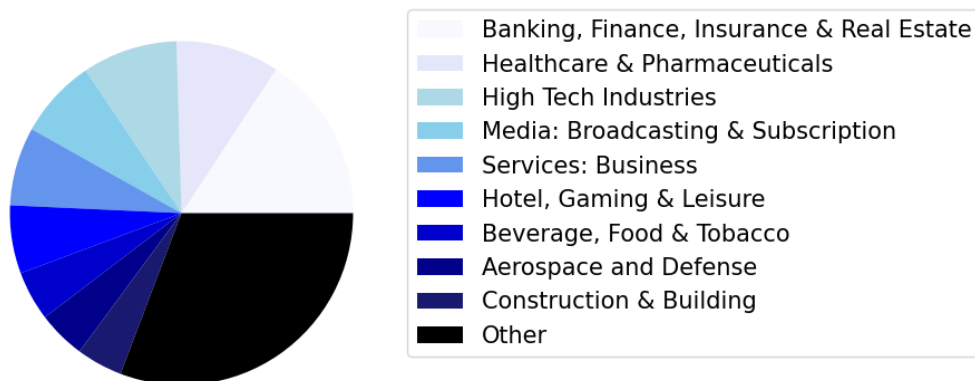 Banking, Finance, Insurance & Real Estate
Healthcare & Pharmaceuticals
High Tech Industries
Media: Broadcasting & Subscription
Services: Business
Hotel, Gaming & Leisure
Beverage, Food & Tobacco
Aerospace and Defense
Construction & Building
Other